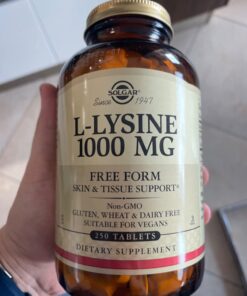 SOLGAR
Since 1947
L-LYSINE
1000 MG
FREE FORM
SKIN & TISSUE SUPPORT*
Non-GMO
GLUTEN, WHEAT & DAIRY FREE
SUITABLE FOR VEGANS
250 TABLETS
DIETARY SUPPLEMENT